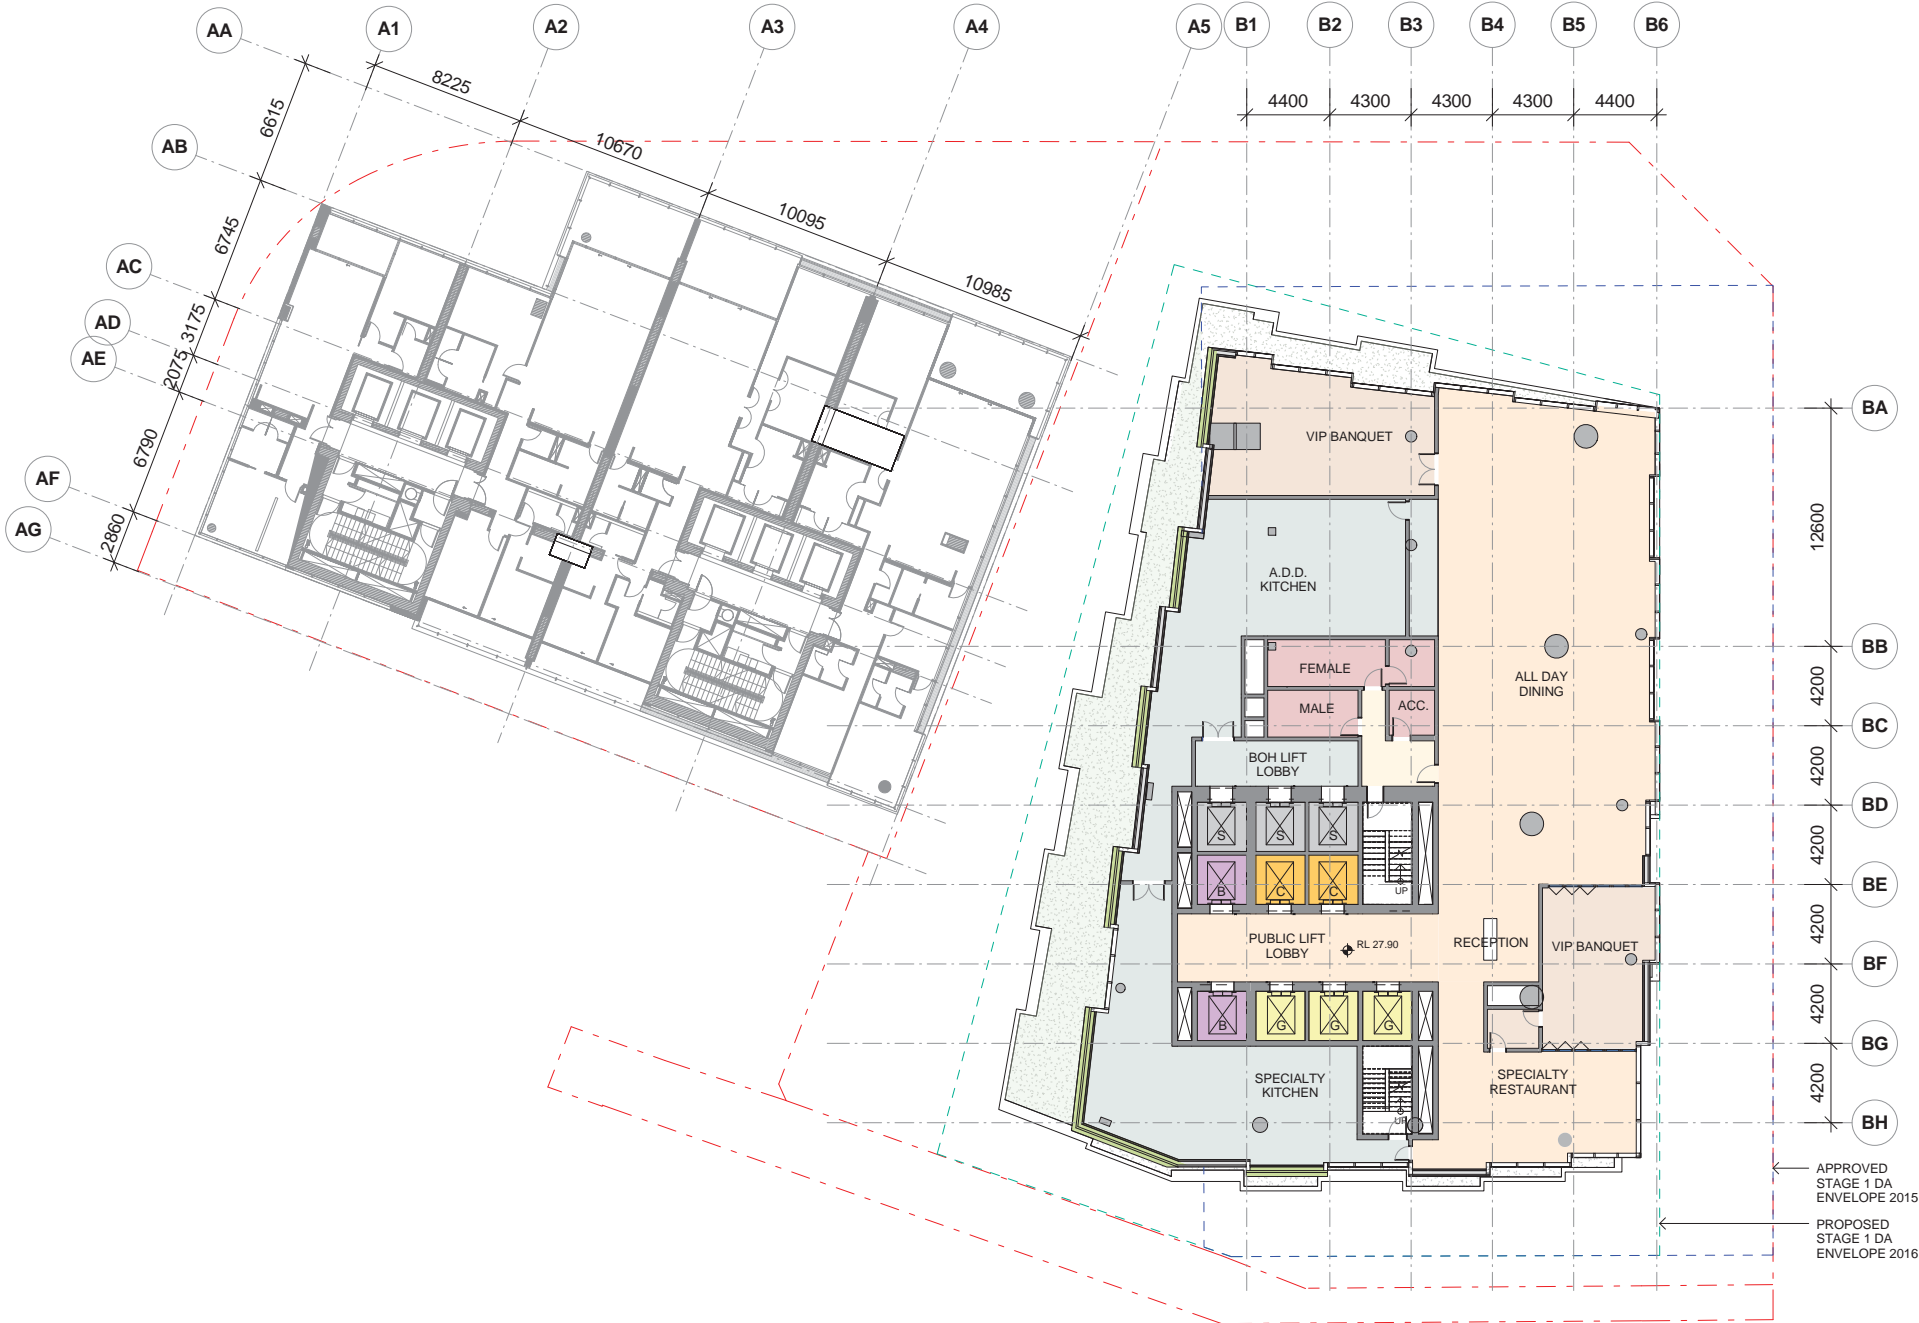 AA
A1
A2
A3
A4
A5
B1
B2
B3
B4
B5
B6
8225
10670
10095
10985
4400
4300
4300
4300
4400
6615
6745
3175
2075
6790
2860
AB
AC
AD
AE
AF
AG
BA
BB
BC
BD
BE
BF
BG
BH
12600
4200
4200
4200
4200
4200
4200
VIP BANQUET
A.D.D.
KITCHEN
FEMALE
MALE
ACC.
ALL DAY
DINING
BOH LIFT
LOBBY
S
S
S
B
C
C
UP
PUBLIC LIFT
LOBBY
RL 27.90
RECEPTION
VIP BANQUET
B
G
G
G
SPECIALTY
KITCHEN
UP
SPECIALTY
RESTAURANT
APPROVED
STAGE 1 DA
ENVELOPE 2015
PROPOSED
STAGE 1 DA
ENVELOPE 2016